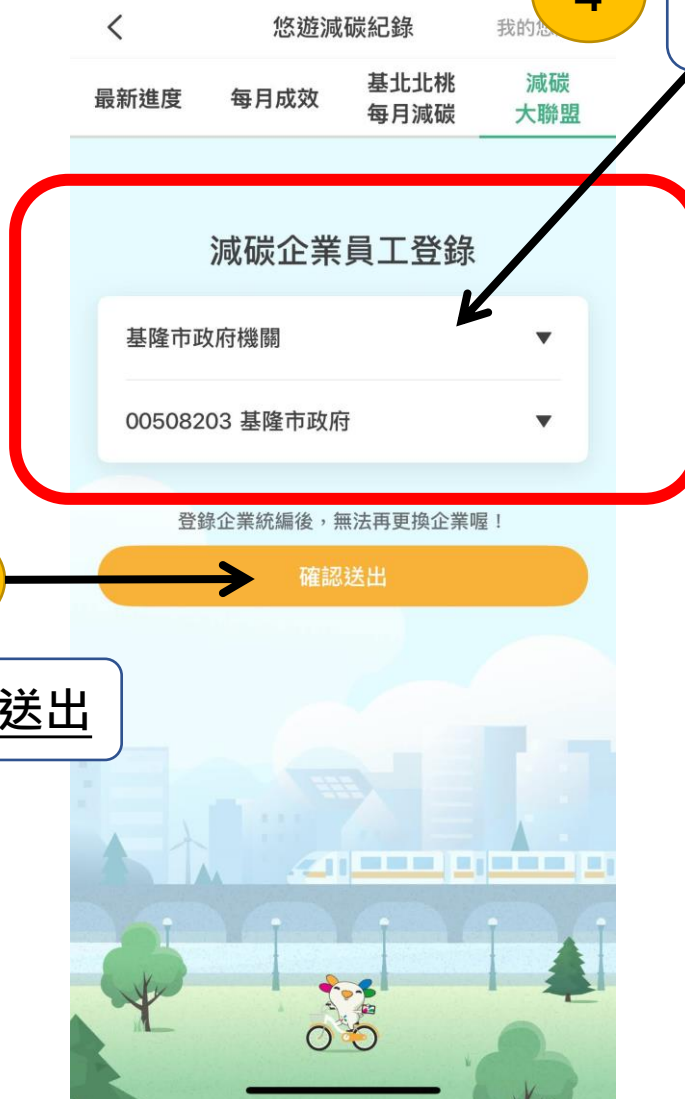 悠遊減碳紀錄
我的悠
4
最新進度
每月成效
基北北桃
每月減碳
減碳
大聯盟
減碳企業員工登錄
基隆市政府機關
00508203 基隆市政府
登錄企業統編後，無法再更換企業喔！
確認送出
送出